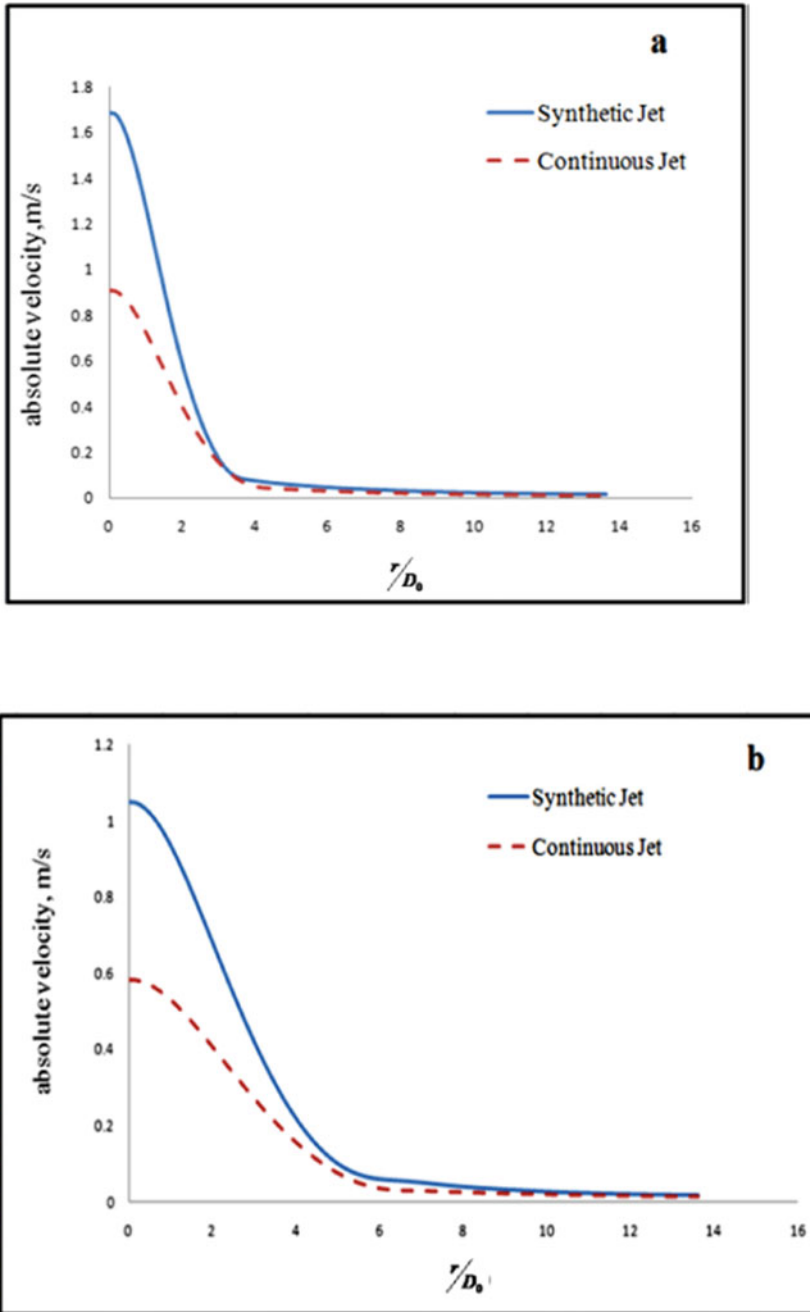 a
1.8
1.6
1.4
1.2
1
0.8
0.6
0.4
0.2
0
absolute velocity,m/s
Synthetic Jet
Continuous Jet
0 2 4 6 8 10 12 14 16
r/D₀
b
1.2
1
0.8
0.6
0.4
0.2
0
absolute velocity, m/s
Synthetic Jet
Continuous Jet
0 2 4 6 8 10 12 14 16
r/D₀